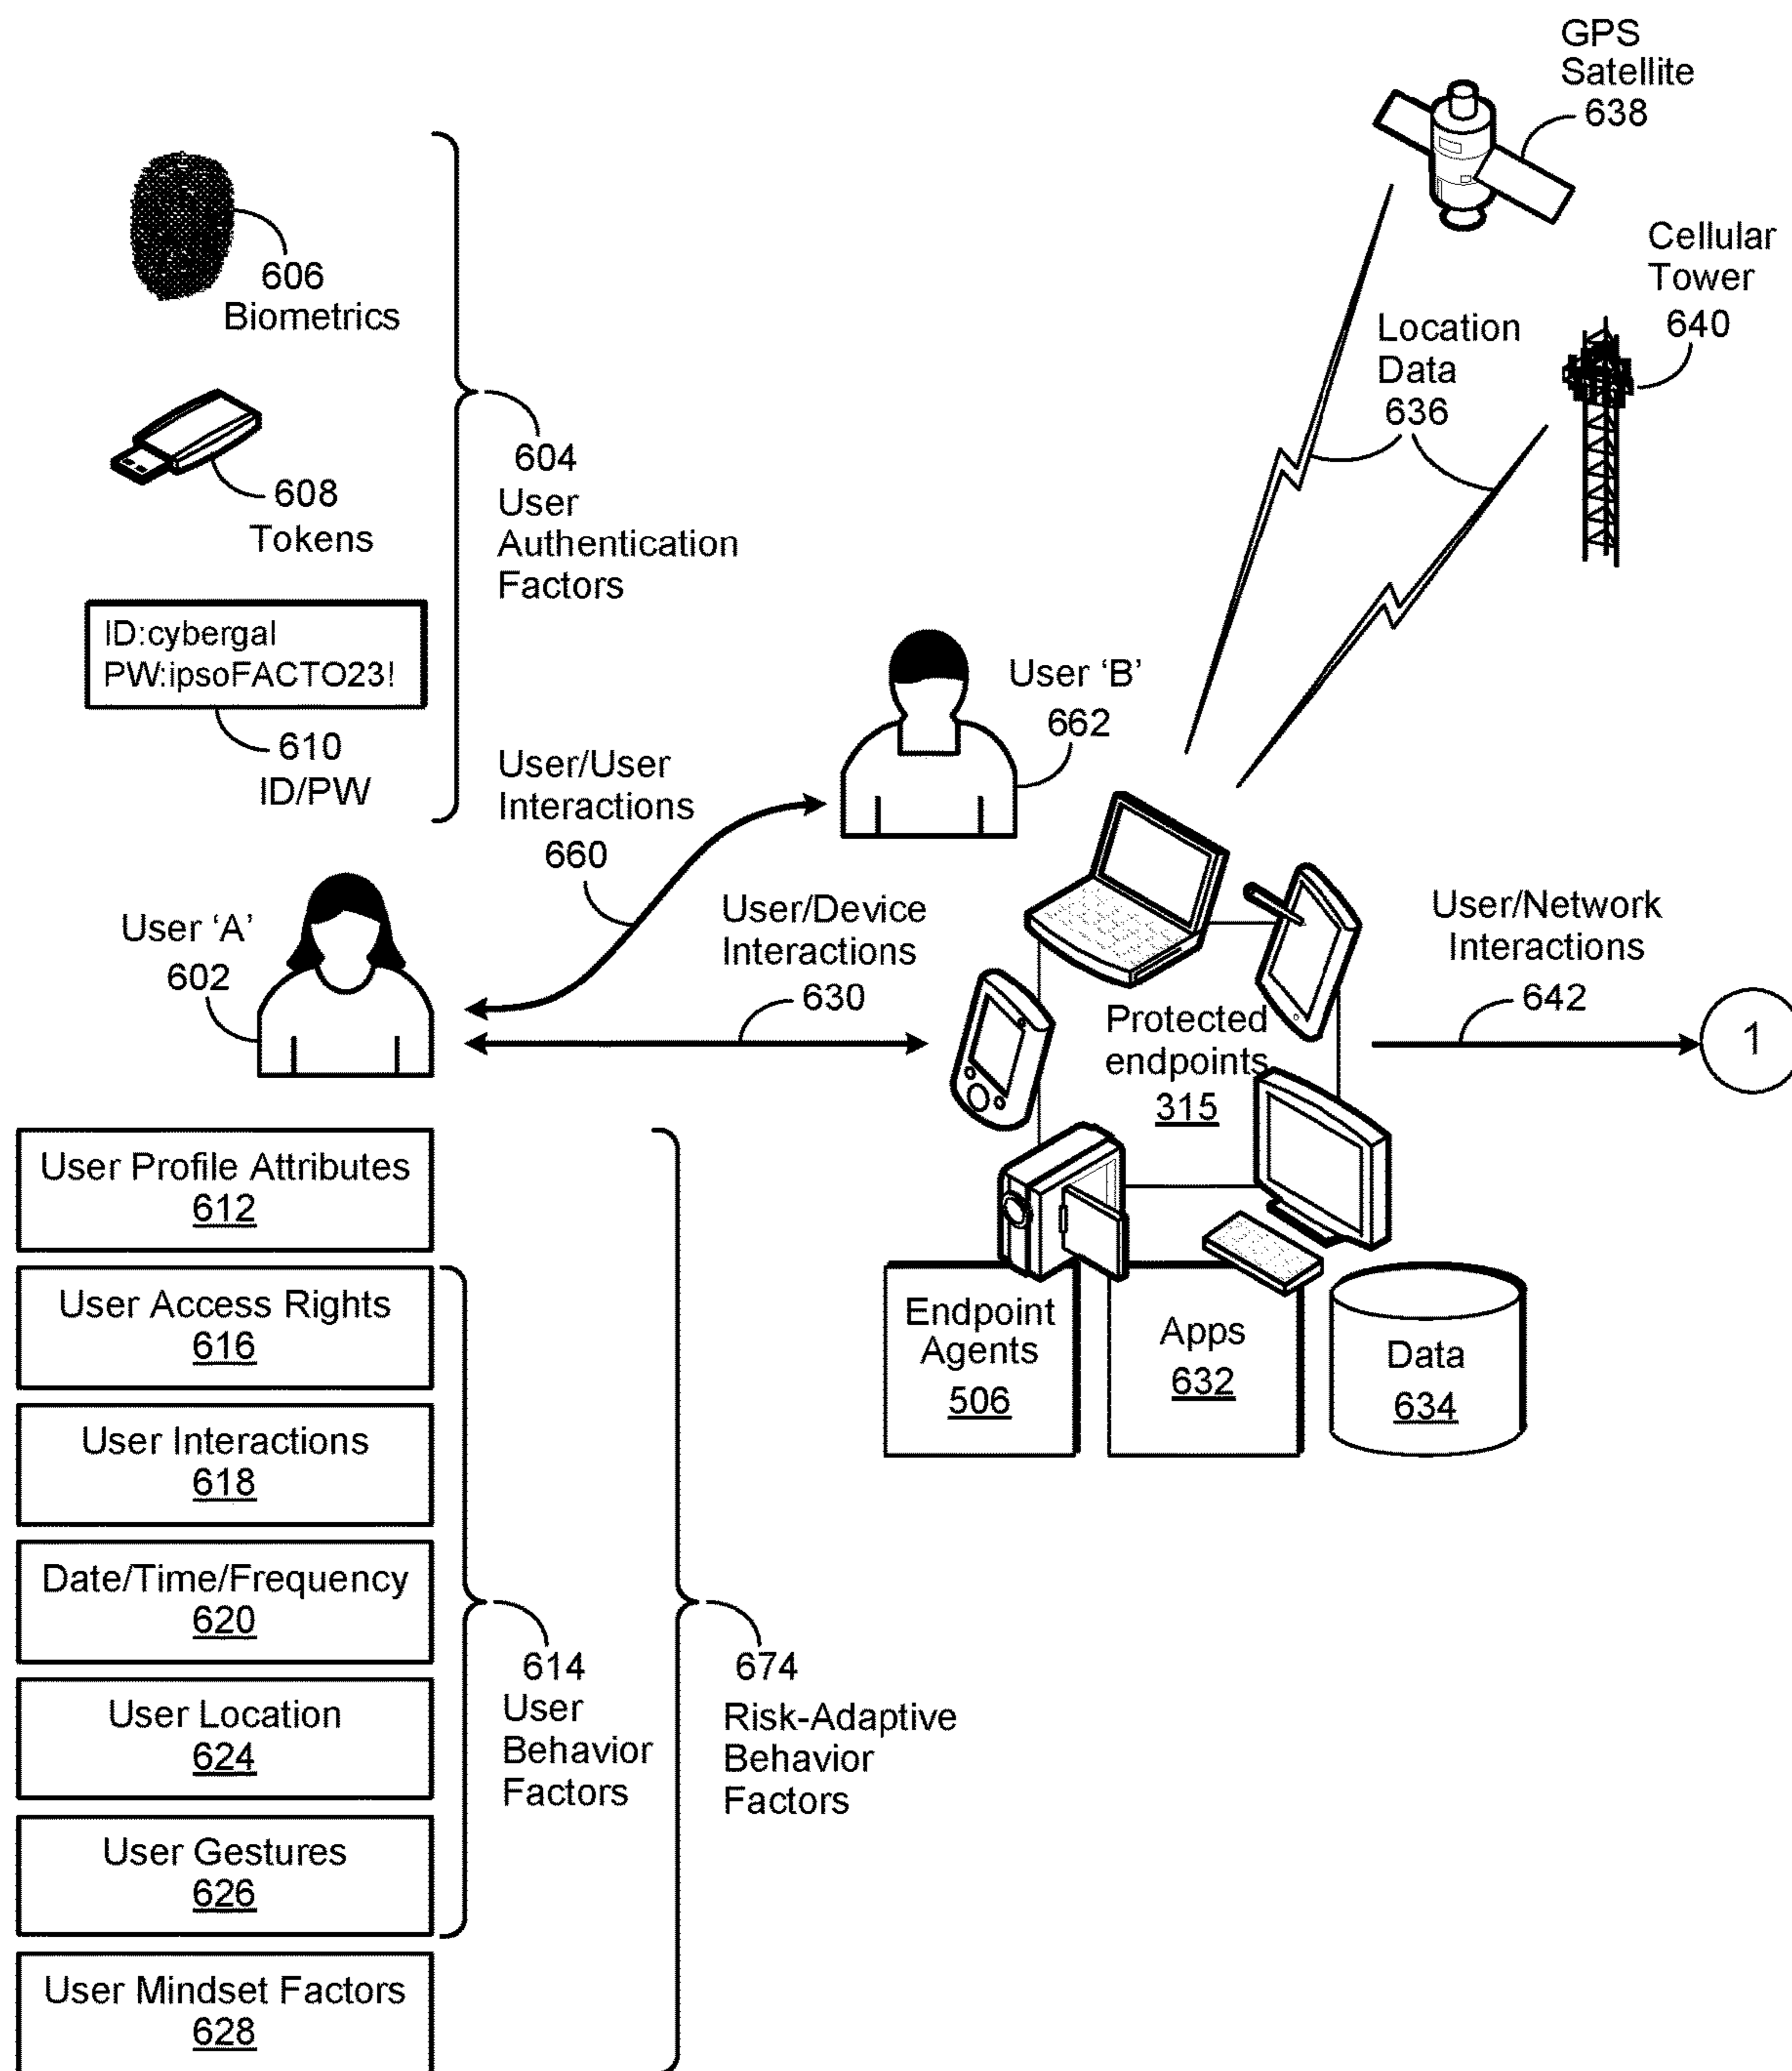 GPS
Satellite
638
Cellular
Tower
640
Location
Data
636
606
Biometrics
608
Tokens
ID:cybergal
PW:ipsoFACTO23!
610
ID/PW
604
User
Authentication
Factors
User 'B'
662
User/User
Interactions
660
User 'A'
602
User/Device
Interactions
630
Protected
endpoints
315
User/Network
Interactions
642
1
Endpoint
Agents
506
Apps
632
Data
634
User Profile Attributes
612
User Access Rights
616
User Interactions
618
Date/Time/Frequency
620
User Location
624
User Gestures
626
User Mindset Factors
628
614
User
Behavior
Factors
674
Risk-Adaptive
Behavior
Factors